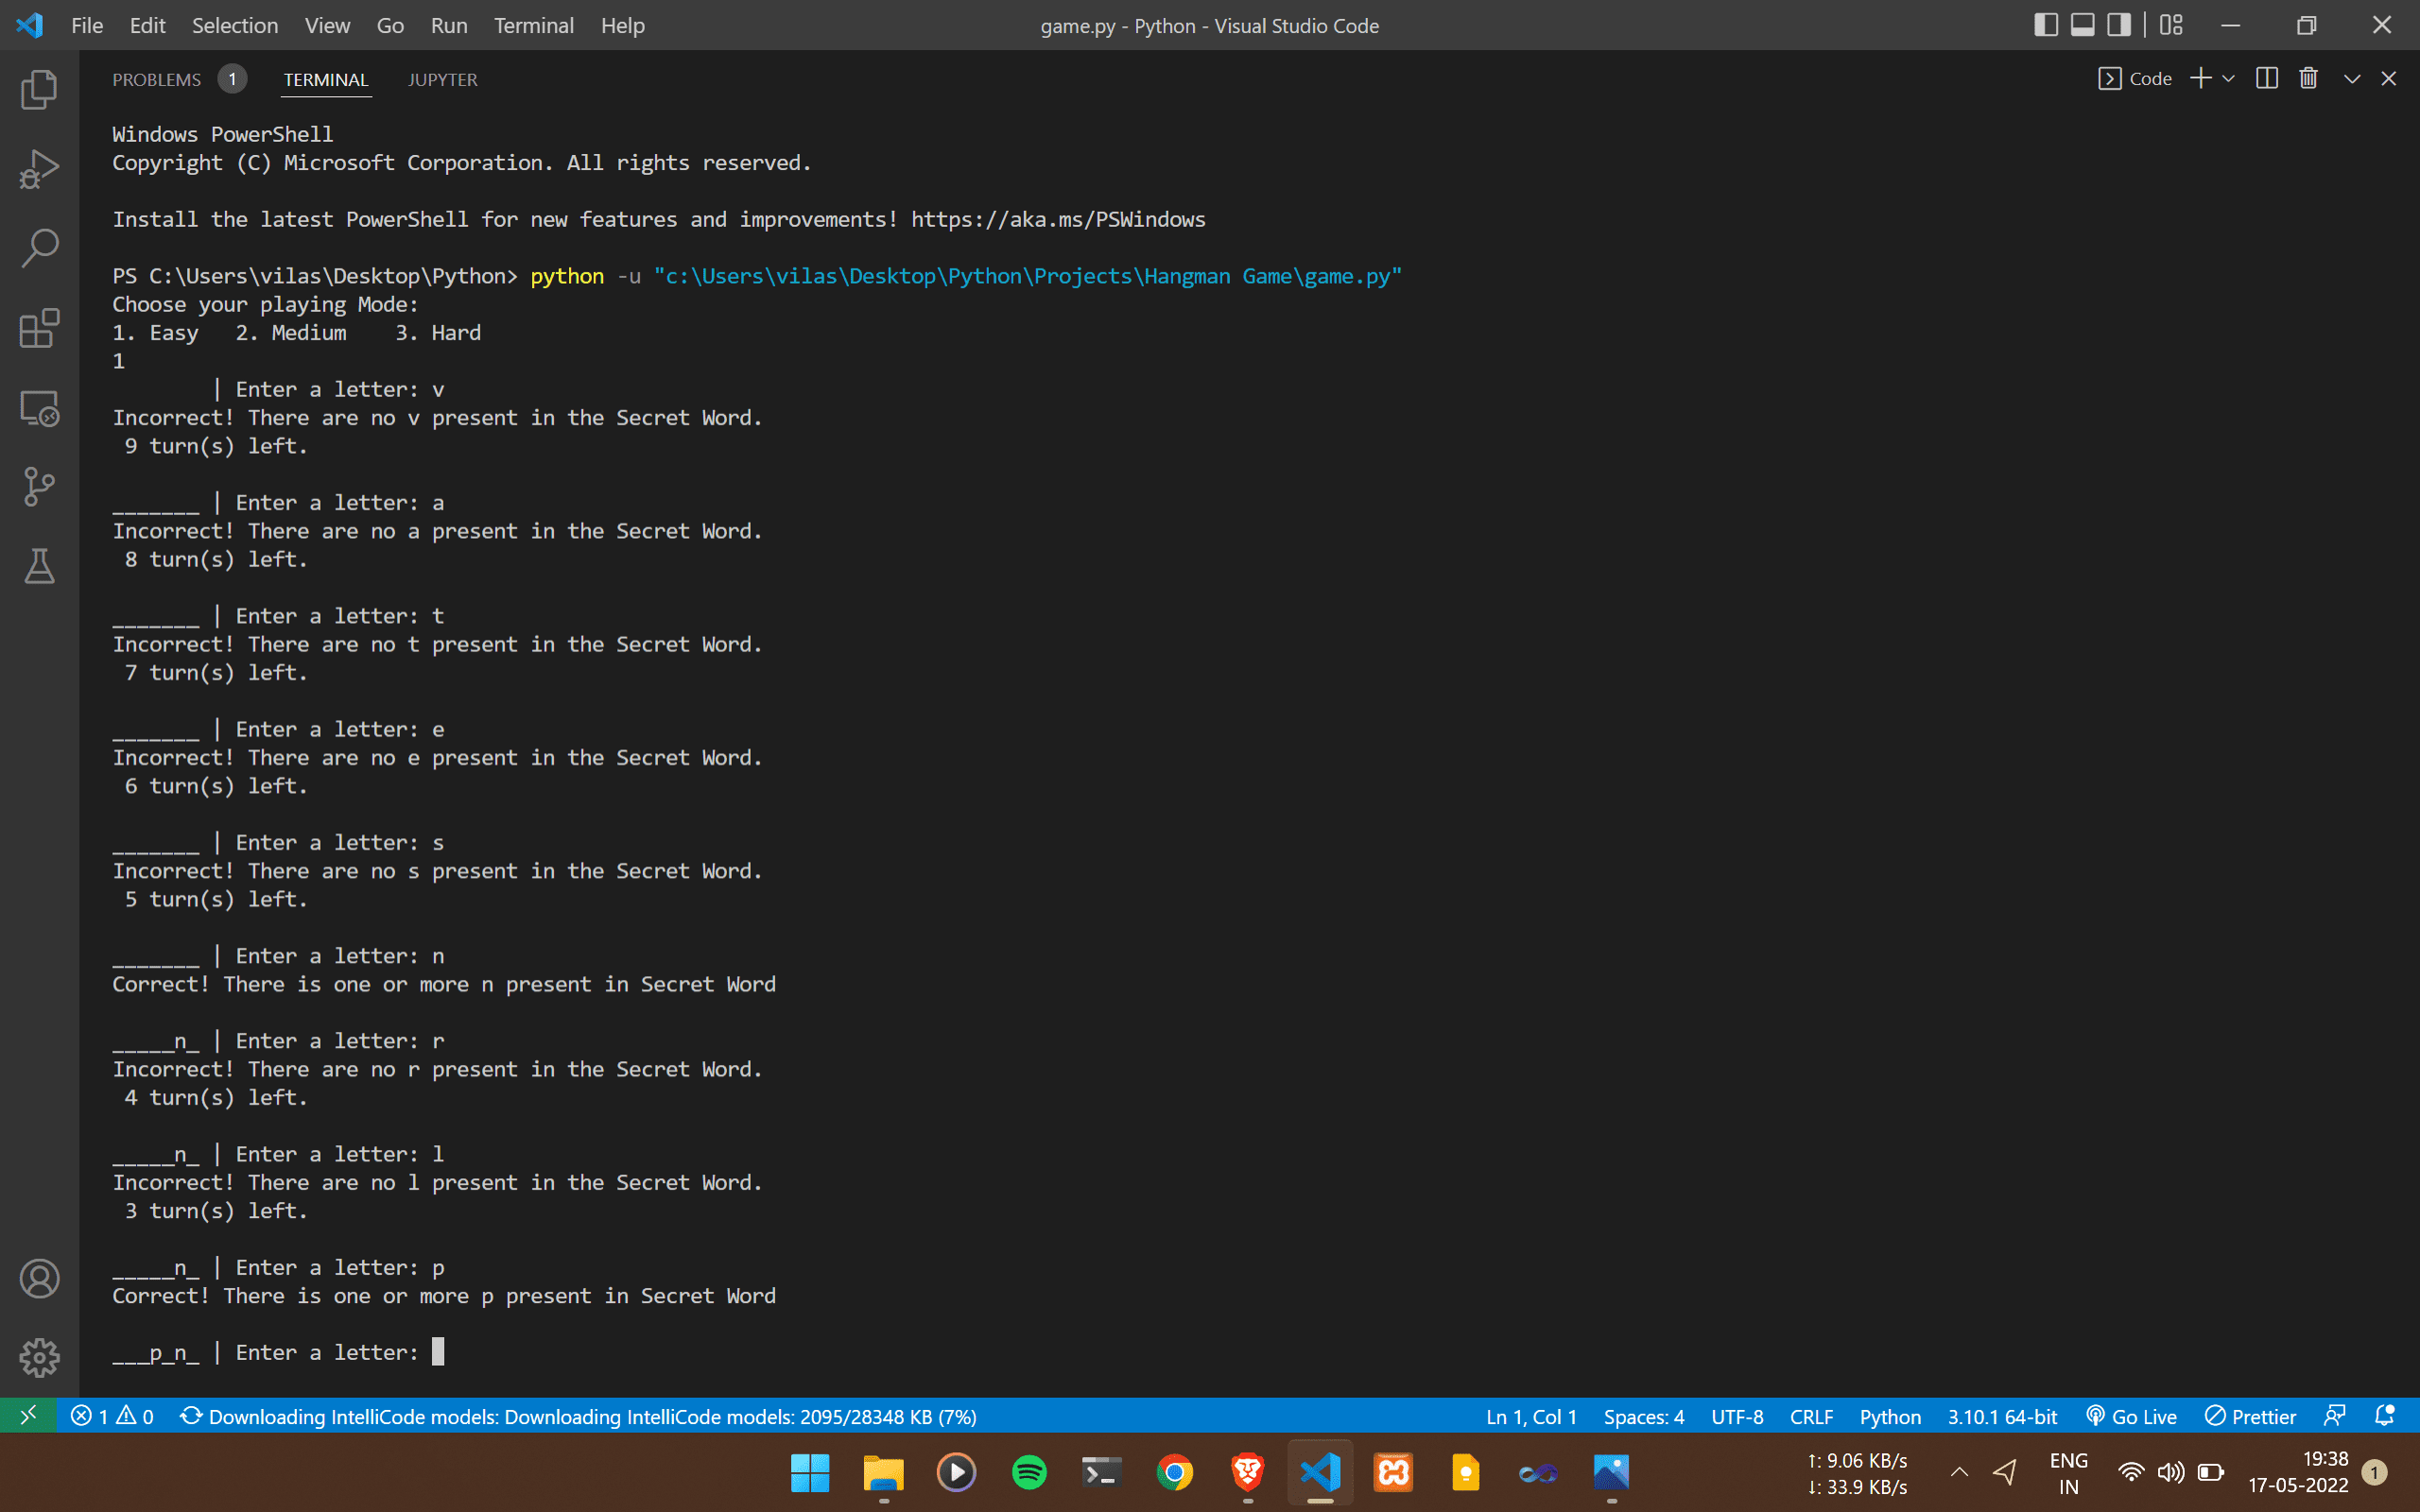 File Edit Selection View Go Run Terminal Help
game.py - Python - Visual Studio Code
PROBLEMS 1 TERMINAL JUPYTER
Code
Windows PowerShell
Copyright (C) Microsoft Corporation. All rights reserved.
Install the latest PowerShell for new features and improvements! https://aka.ms/PSWindows
PS C:\Users\vilas\Desktop\Python> python -u "c:\Users\vilas\Desktop\Python\Projects\Hangman Game\game.py"
Choose your playing Mode:
1. Easy   2. Medium    3. Hard
1
| Enter a letter: v
Incorrect! There are no v present in the Secret Word.
 9 turn(s) left.
_______ | Enter a letter: a
Incorrect! There are no a present in the Secret Word.
 8 turn(s) left.
_______ | Enter a letter: t
Incorrect! There are no t present in the Secret Word.
 7 turn(s) left.
_______ | Enter a letter: e
Incorrect! There are no e present in the Secret Word.
 6 turn(s) left.
_______ | Enter a letter: s
Incorrect! There are no s present in the Secret Word.
 5 turn(s) left.
_______ | Enter a letter: n
Correct! There is one or more n present in Secret Word
_____n_ | Enter a letter: r
Incorrect! There are no r present in the Secret Word.
 4 turn(s) left.
_____n_ | Enter a letter: l
Incorrect! There are no l present in the Secret Word.
 3 turn(s) left.
_____n_ | Enter a letter: p
Correct! There is one or more p present in Secret Word
___p_n_ | Enter a letter:
1 0 Downloading IntelliCode models: Downloading IntelliCode models: 2095/28348 KB (7%)
Ln 1, Col 1 Spaces: 4 UTF-8 CRLF Python 3.10.1 64-bit Go Live Prettier
↑: 9.06 KB/s
↓: 33.9 KB/s
ENG
IN
19:38
17-05-2022
1